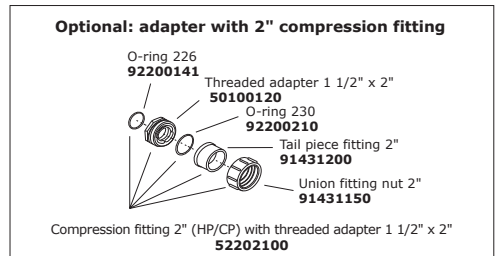 Optional: adapter with 2" compression fitting
O-ring 226
92200141
Threaded adapter 1 1/2" x 2"
50100120
O-ring 230
92200210
Tail piece fitting 2"
91431200
Union fitting nut 2"
91431150
Compression fitting 2" (HP/CP) with threaded adapter 1 1/2" x 2"
52202100